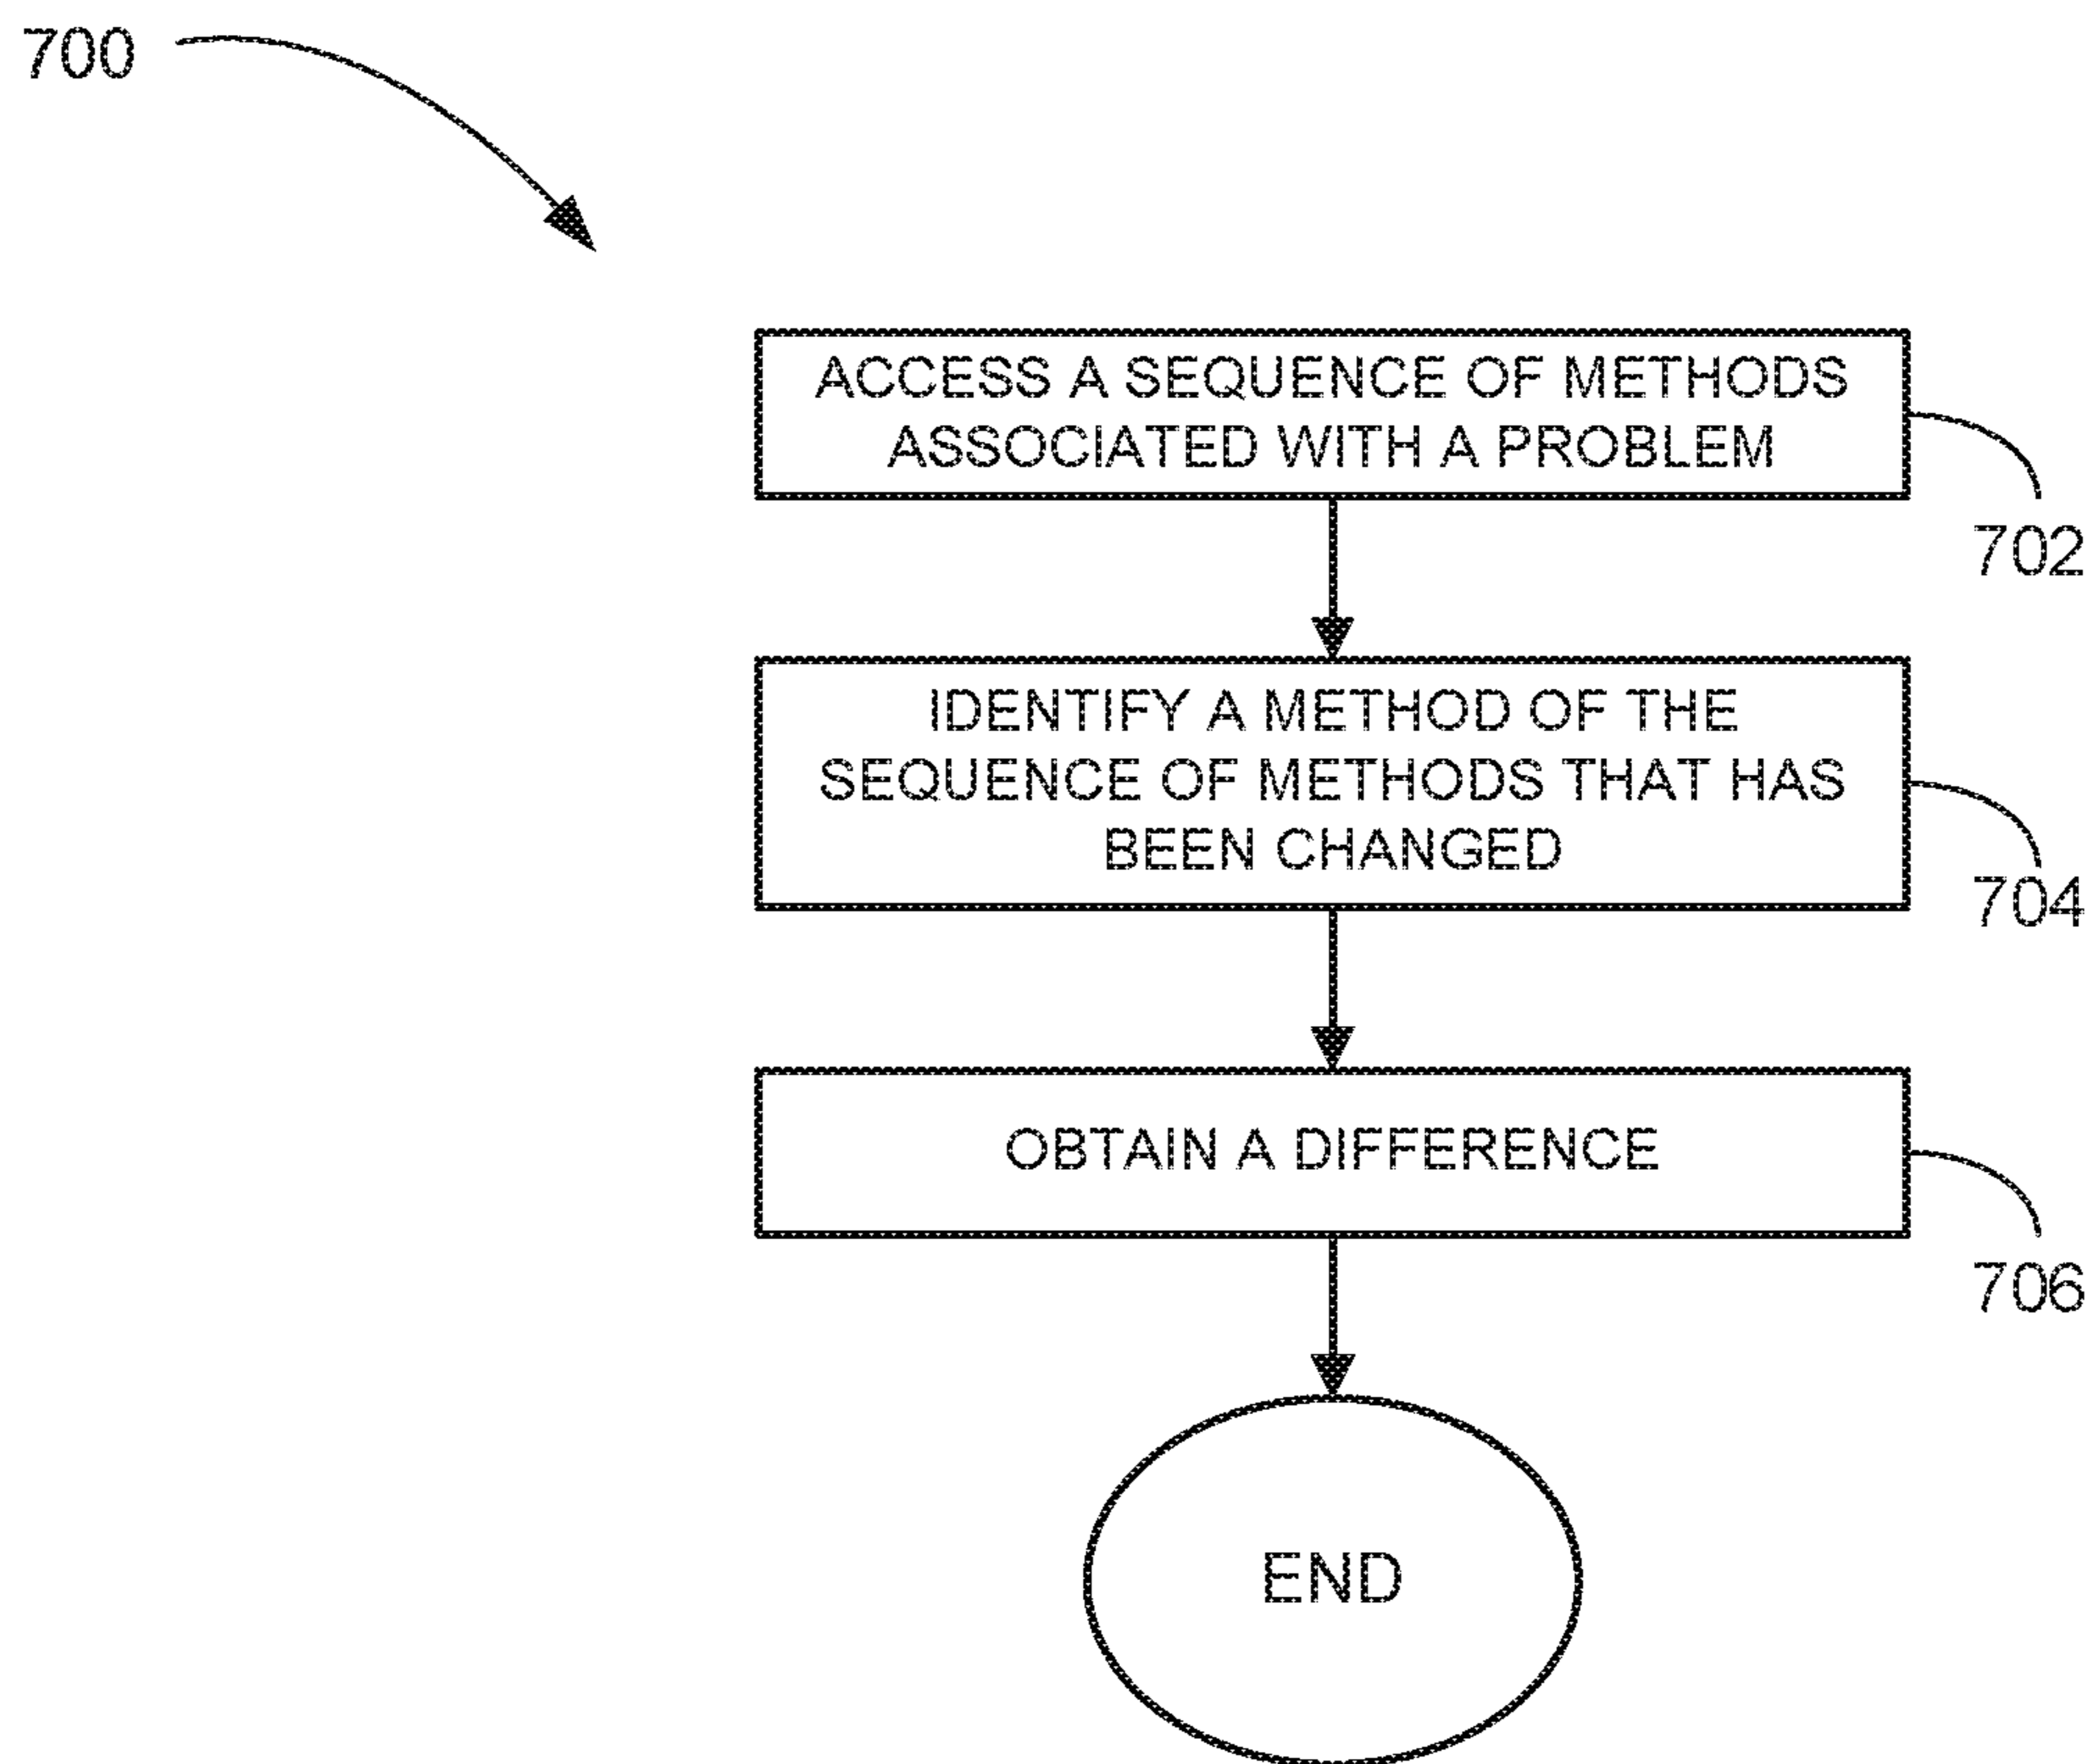 700
ACCESS A SEQUENCE OF METHODS
ASSOCIATED WITH A PROBLEM
702
IDENTIFY A METHOD OF THE
SEQUENCE OF METHODS THAT HAS
BEEN CHANGED
704
OBTAIN A DIFFERENCE
706
END